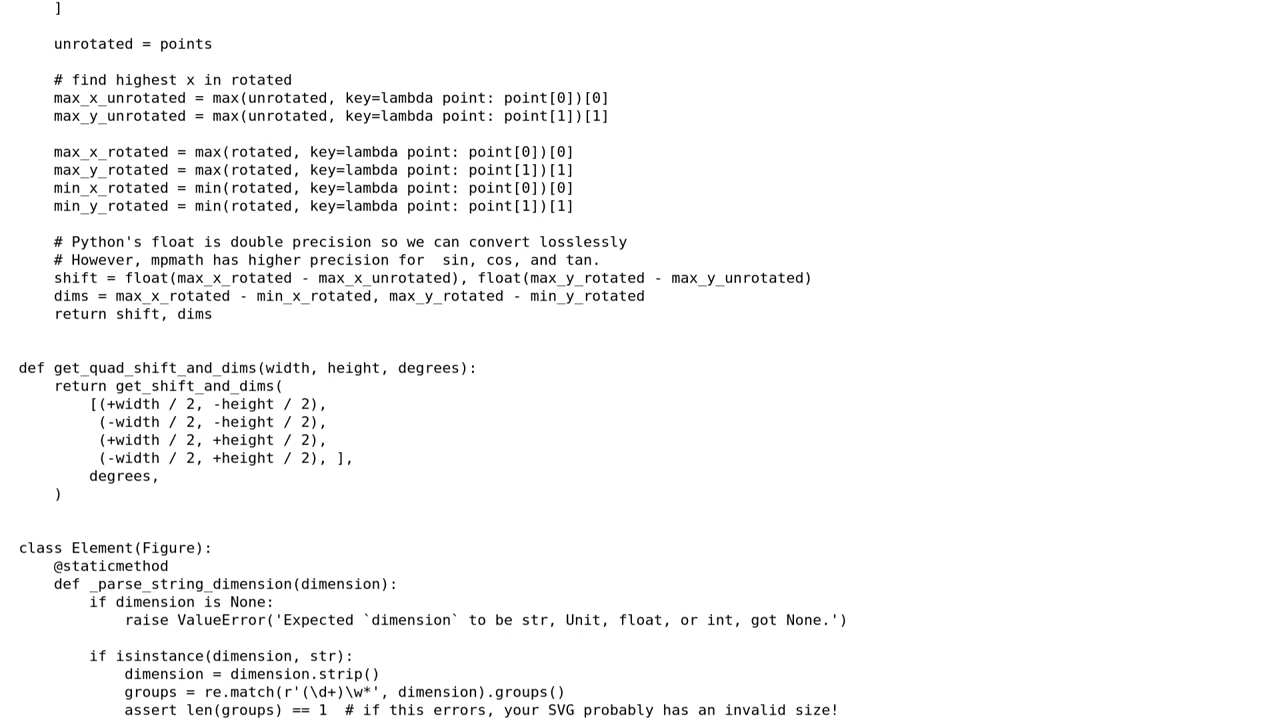 ]

    unrotated = points

    # find highest x in rotated
    max_x_unrotated = max(unrotated, key=lambda point: point[0])[0]
    max_y_unrotated = max(unrotated, key=lambda point: point[1])[1]

    max_x_rotated = max(rotated, key=lambda point: point[0])[0]
    max_y_rotated = max(rotated, key=lambda point: point[1])[1]
    min_x_rotated = min(rotated, key=lambda point: point[0])[0]
    min_y_rotated = min(rotated, key=lambda point: point[1])[1]

    # Python's float is double precision so we can convert losslessly
    # However, mpmath has higher precision for  sin, cos, and tan.
    shift = float(max_x_rotated - max_x_unrotated), float(max_y_rotated - max_y_unrotated)
    dims = max_x_rotated - min_x_rotated, max_y_rotated - min_y_rotated
    return shift, dims


def get_quad_shift_and_dims(width, height, degrees):
    return get_shift_and_dims(
        [(+width / 2, -height / 2),
         (-width / 2, -height / 2),
         (+width / 2, +height / 2),
         (-width / 2, +height / 2), ],
        degrees,
    )


class Element(Figure):
    @staticmethod
    def _parse_string_dimension(dimension):
        if dimension is None:
            raise ValueError('Expected `dimension` to be str, Unit, float, or int, got None.')

        if isinstance(dimension, str):
            dimension = dimension.strip()
            groups = re.match(r'(\d+)\w*', dimension).groups()
            assert len(groups) == 1  # if this errors, your SVG probably has an invalid size!